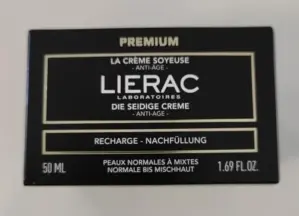 PREMIUM
LA CRÈME SOYEUSE
- ANTI-ÂGE -
LIERAC
LABORATOIRES
DIE SEIDIGE CREME
- ANTI-AGE -
RECHARGE - NACHFÜLLUNG
PEAUX NORMALES À MIXTES
50 ML NORMALE BIS MISCHHAUT 1.69 FL.OZ.